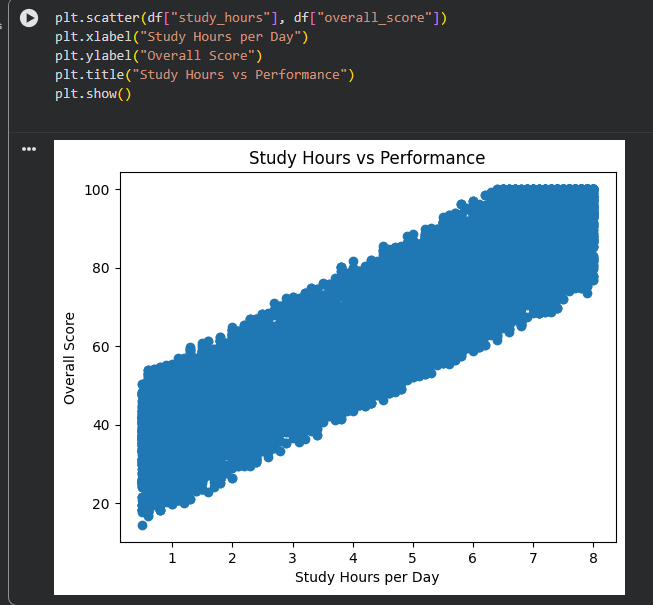 plt.scatter(df["study_hours"], df["overall_score"])
plt.xlabel("Study Hours per Day")
plt.ylabel("Overall Score")
plt.title("Study Hours vs Performance")
plt.show()
Study Hours vs Performance
100
80
60
40
20
Overall Score
1 2 3 4 5 6 7 8
Study Hours per Day